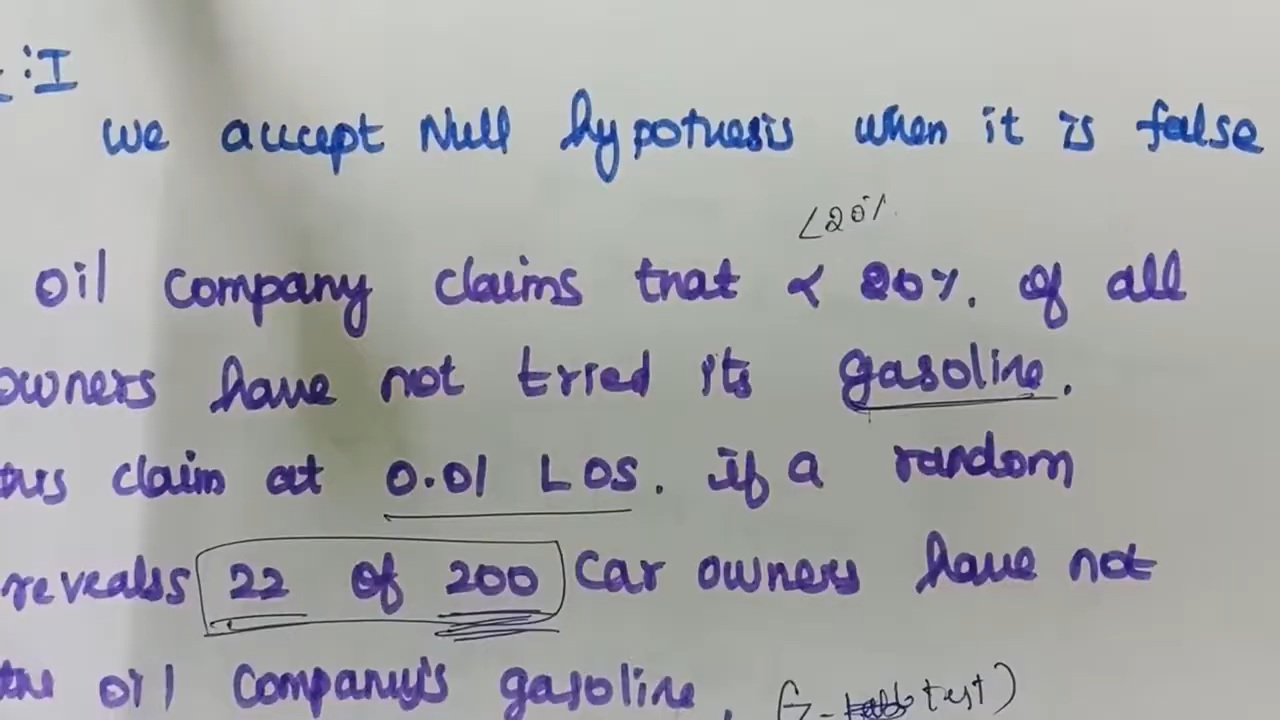 :I
we accept Null hypothesis when it is false
<20%
oil company claims that < 20%. of all
owners have not tried its gasoline.
this claim at 0.01 LOS. if a random
revealss 22 of 200 car owners have not
the oil company's gasoline. test)